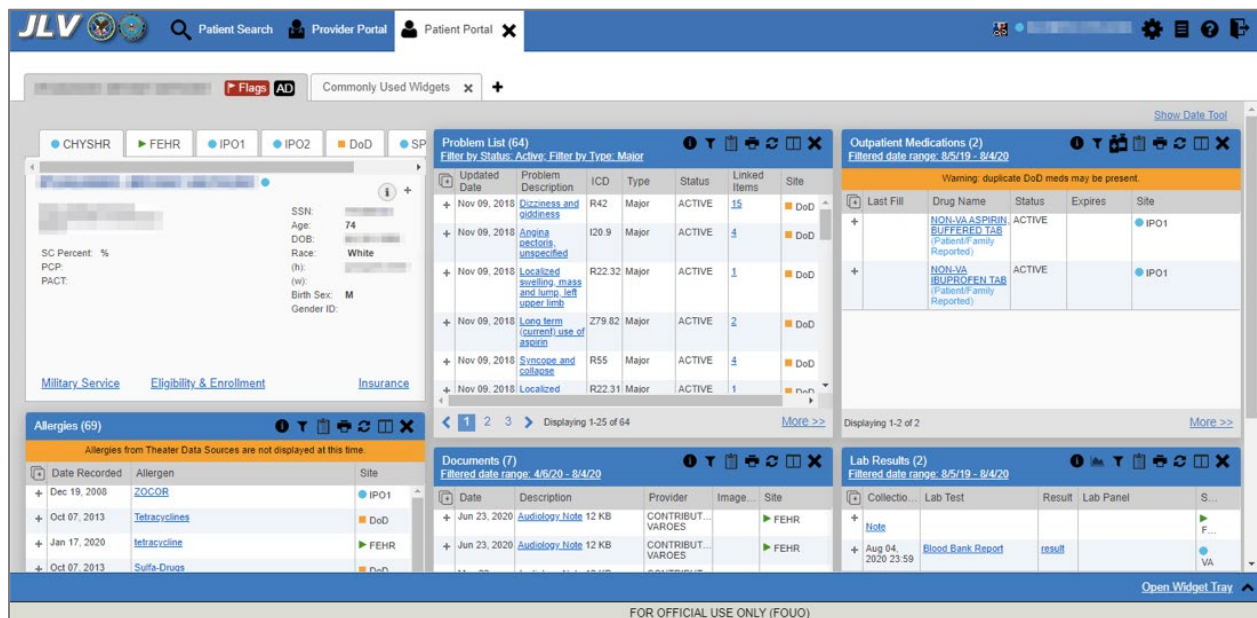 JLV Patient Search Provider Portal Patient Portal
Flags AD Commonly Used Widgets
Show Date Tool
CHYSHR FEHR IPO1 IPO2 DoD SP
SSN:
Age: 74
DOB:
SC Percent: % Race: White
PCP: (h):
PACT: (w):
Birth Sex: M
Gender ID:
Military Service Eligibility & Enrollment Insurance
Problem List (64)
Filter by Status: Active; Filter by Type: Major
Updated Date Problem Description ICD Type Status Linked Items Site
Nov 09, 2018 Dizziness and giddiness R42 Major ACTIVE 15 DoD
Nov 09, 2018 Angina pectoris, unspecified I20.9 Major ACTIVE 4 DoD
Nov 09, 2018 Localized swelling, mass and lump, left upper limb R22.32 Major ACTIVE 1 DoD
Nov 09, 2018 Long term (current) use of aspirin Z79.82 Major ACTIVE 2 DoD
Nov 09, 2018 Syncope and collapse R55 Major ACTIVE 4 DoD
Nov 09, 2018 Localized R22.31 Major ACTIVE 1 DoD
1 2 3 Displaying 1-25 of 64 More >>
Outpatient Medications (2)
Filtered date range: 8/5/19 - 8/4/20
Warning: duplicate DoD meds may be present.
Last Fill Drug Name Status Expires Site
NON-VA ASPIRIN, BUFFERED TAB (Patient/Family Reported) ACTIVE IPO1
NON-VA IBUPROFEN TAB (Patient/Family Reported) ACTIVE IPO1
Displaying 1-2 of 2 More >>
Allergies (69)
Allergies from Theater Data Sources are not displayed at this time.
Date Recorded Allergen Site
Dec 19, 2008 ZOCOR IPO1
Oct 07, 2013 Tetracyclines DoD
Jan 17, 2020 tetracycline FEHR
Oct 07, 2013 Sulfa-Drugs DoD
Documents (7)
Filtered date range: 4/6/20 - 8/4/20
Date Description Provider Image... Site
Jun 23, 2020 Audiology Note 12 KB CONTRIBUT... VAROES FEHR
Jun 23, 2020 Audiology Note 12 KB CONTRIBUT... VAROES FEHR
Lab Results (2)
Filtered date range: 8/5/19 - 8/4/20
Collectio... Lab Test Result Lab Panel S...
Note F...
Aug 04, 2020 23:59 Blood Bank Report result VA
Open Widget Tray
FOR OFFICIAL USE ONLY (FOUO)